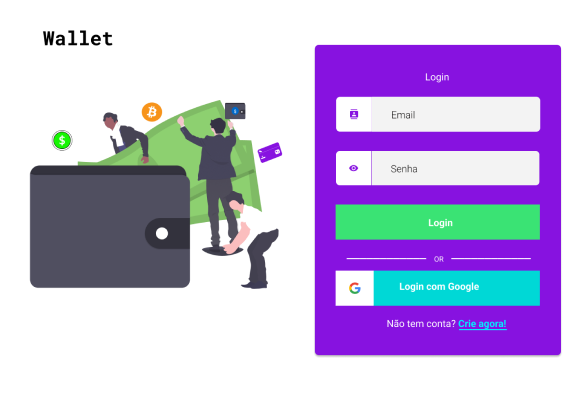 Wallet
Login
Email
Senha
Login
OR
Login com Google
Não tem conta? Crie agora!